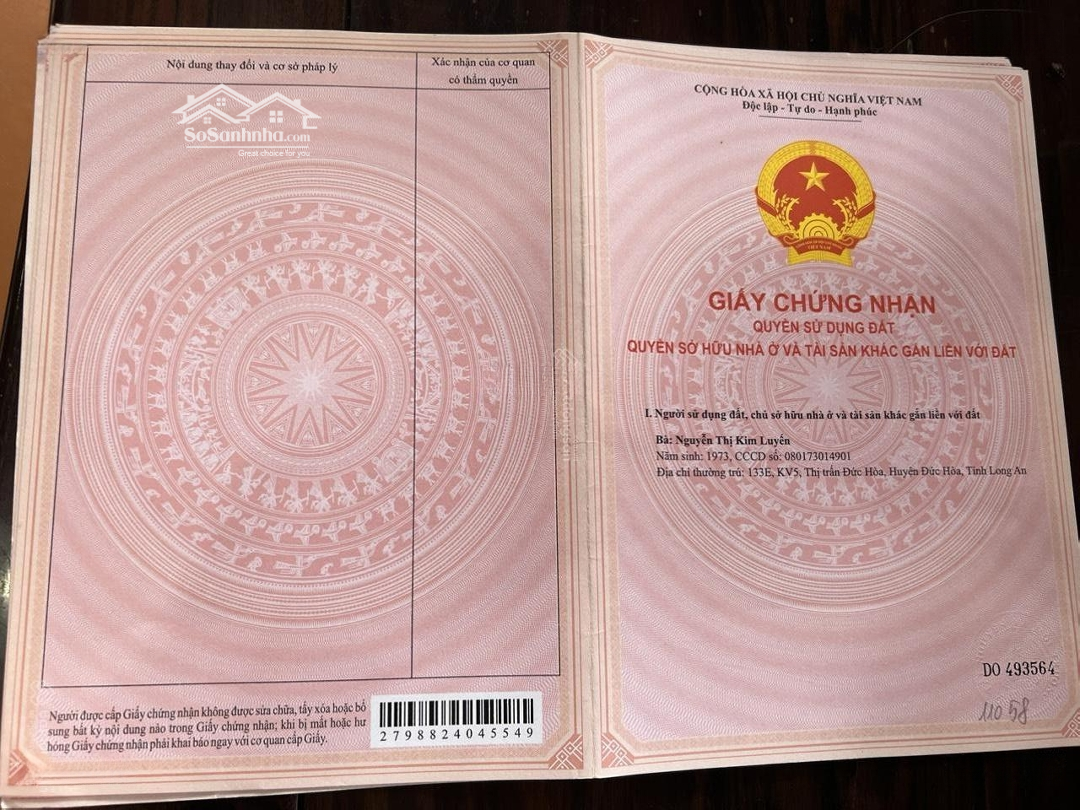 Nội dung thay đổi và cơ sở pháp lý
Xác nhận của cơ quan
có thẩm quyền
SoSanhnha.com
Great choice for you
Người được cấp Giấy chứng nhận không được sửa chữa, tẩy xóa hoặc bổ
sung bất kỳ nội dung nào trong Giấy chứng nhận; khi bị mất hoặc hư
hỏng Giấy chứng nhận phải khai báo ngay với cơ quan cấp Giấy.
2798824045549
CỘNG HÒA XÃ HỘI CHỦ NGHĨA VIỆT NAM
Độc lập - Tự do - Hạnh phúc
VIỆT NAM
GIẤY CHỨNG NHẬN
QUYỀN SỬ DỤNG ĐẤT
QUYỀN SỞ HỮU NHÀ Ở VÀ TÀI SẢN KHÁC GẮN LIỀN VỚI ĐẤT
I. Người sử dụng đất, chủ sở hữu nhà ở và tài sản khác gắn liền với đất
Bà: Nguyễn Thị Kim Luyến
Năm sinh: 1973, CCCD số: 080173014901
Địa chỉ thường trú: 133E, KV5, Thị trấn Đức Hòa, Huyện Đức Hòa, Tỉnh Long An
DO 493564
11058